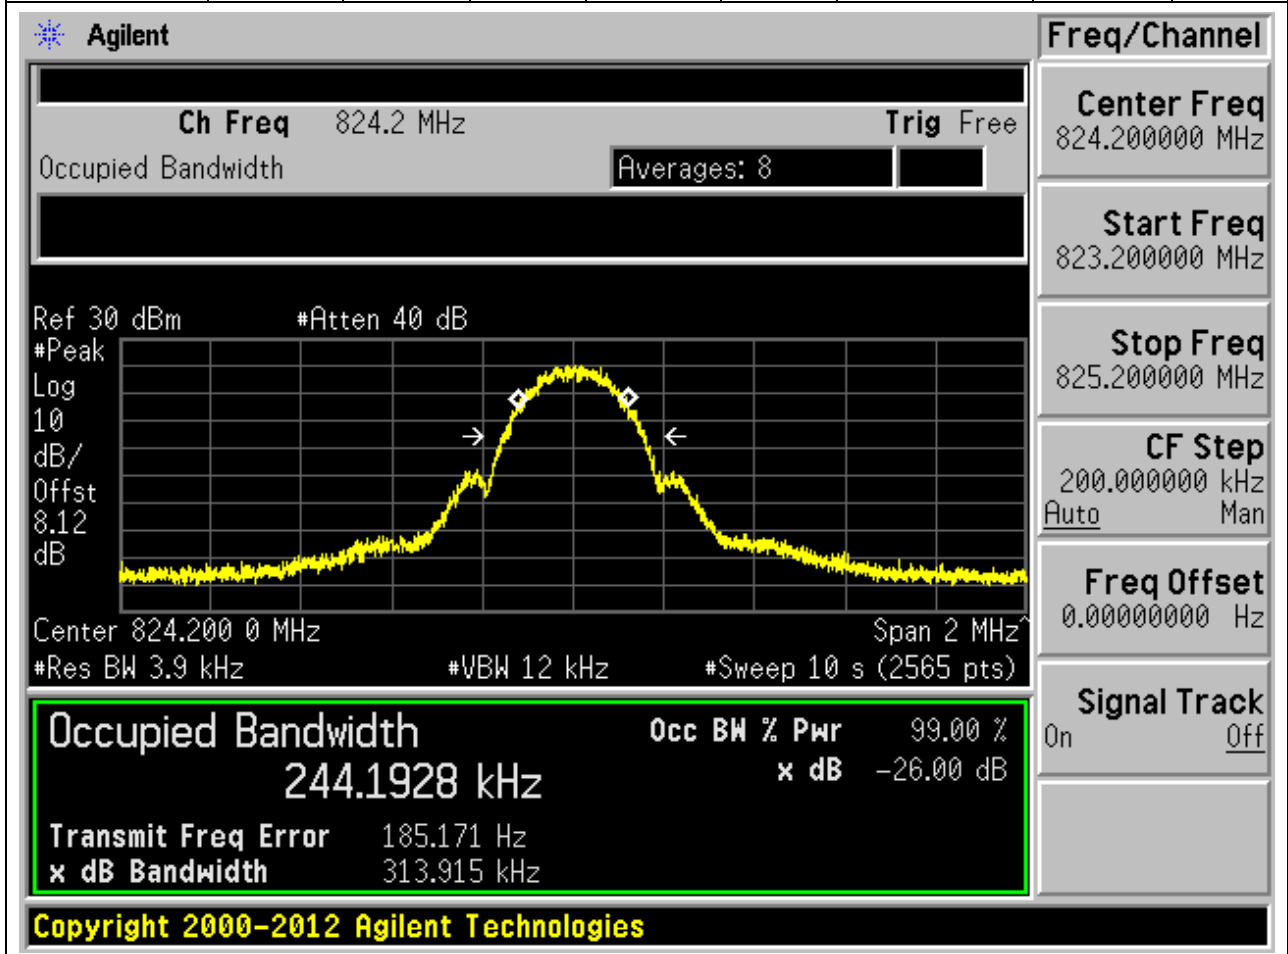 Agilent
Freq/Channel
Ch Freq 824.2 MHz Trig Free
Occupied Bandwidth Averages: 8
Center Freq
824.200000 MHz
Start Freq
823.200000 MHz
Stop Freq
825.200000 MHz
CF Step
200.000000 kHz
Auto Man
Freq Offset
0.00000000 Hz
Signal Track
On Off
Ref 30 dBm #Atten 40 dB
#Peak
Log
10
dB/
Offst
8.12
dB
Center 824.200 0 MHz Span 2 MHz^
#Res BW 3.9 kHz #VBW 12 kHz #Sweep 10 s (2565 pts)
Occupied Bandwidth Occ BW % Pwr 99.00 %
244.1928 kHz x dB -26.00 dB
Transmit Freq Error 185.171 Hz
x dB Bandwidth 313.915 kHz
Copyright 2000-2012 Agilent Technologies